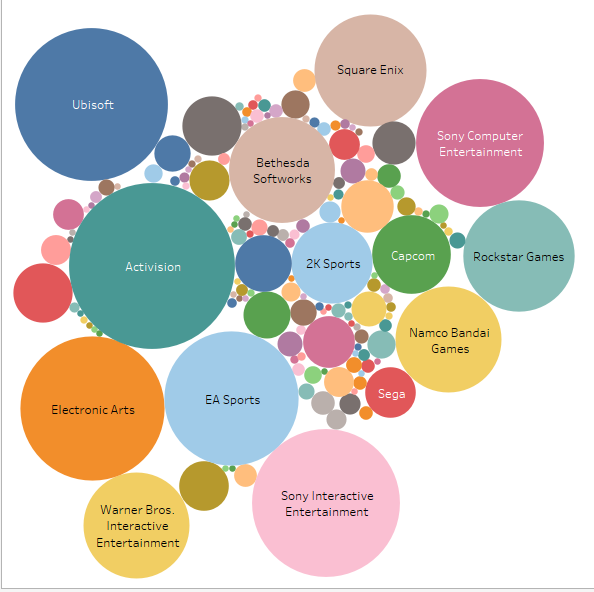 Square Enix
Ubisoft
Sony Computer
Entertainment
Bethesda
Softworks
Activision
2K Sports
Capcom
Rockstar Games
Namco Bandai
Games
Sega
EA Sports
Electronic Arts
Sony Interactive
Entertainment
Warner Bros.
Interactive
Entertainment